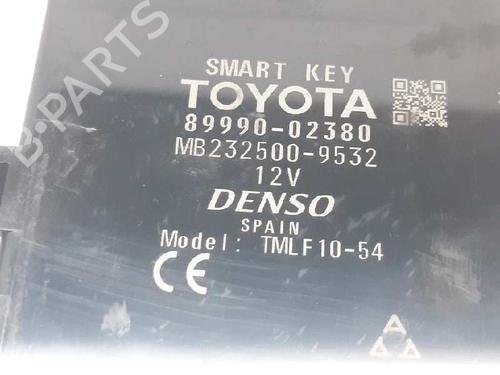 B-PARTS
SMART KEY
TOYOTA
89990-02380
MB232500-9532
12V
DENSO
SPAIN
Model: TMLF10-54
CE